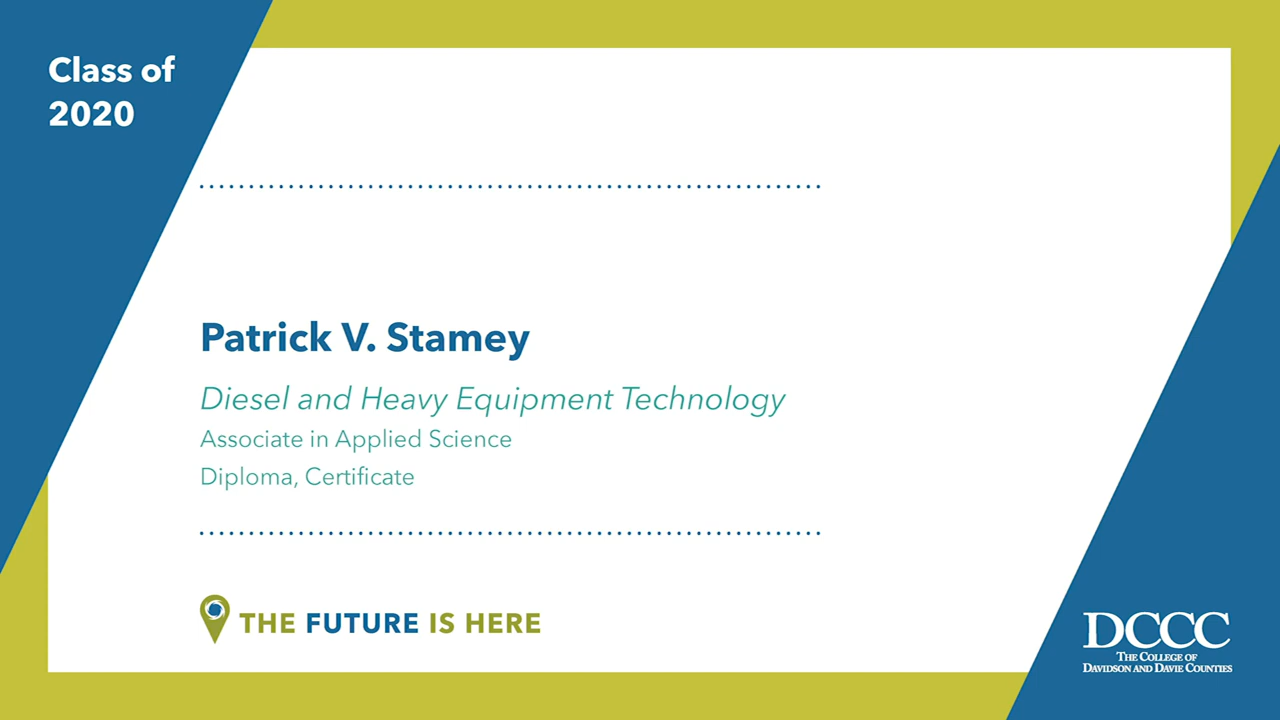 Class of
2020
Patrick V. Stamey
Diesel and Heavy Equipment Technology
Associate in Applied Science
Diploma, Certificate
THE FUTURE IS HERE
DCCC
THE COLLEGE OF
DAVIDSON AND DAVIE COUNTIES